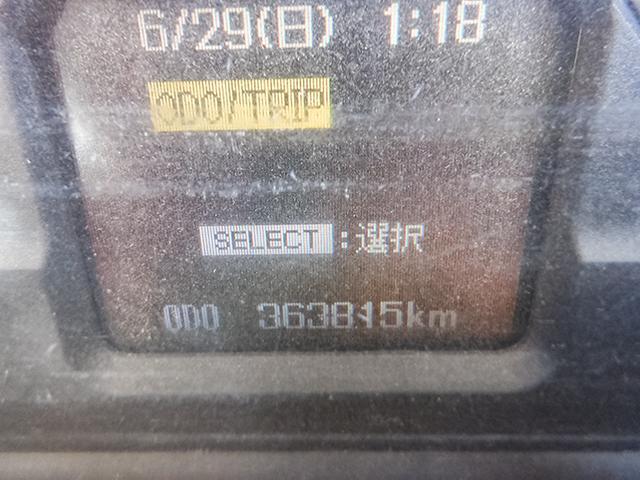 6/29(日) 1:18
ODO/TRIP
SELECT :選択
ODO 363815km